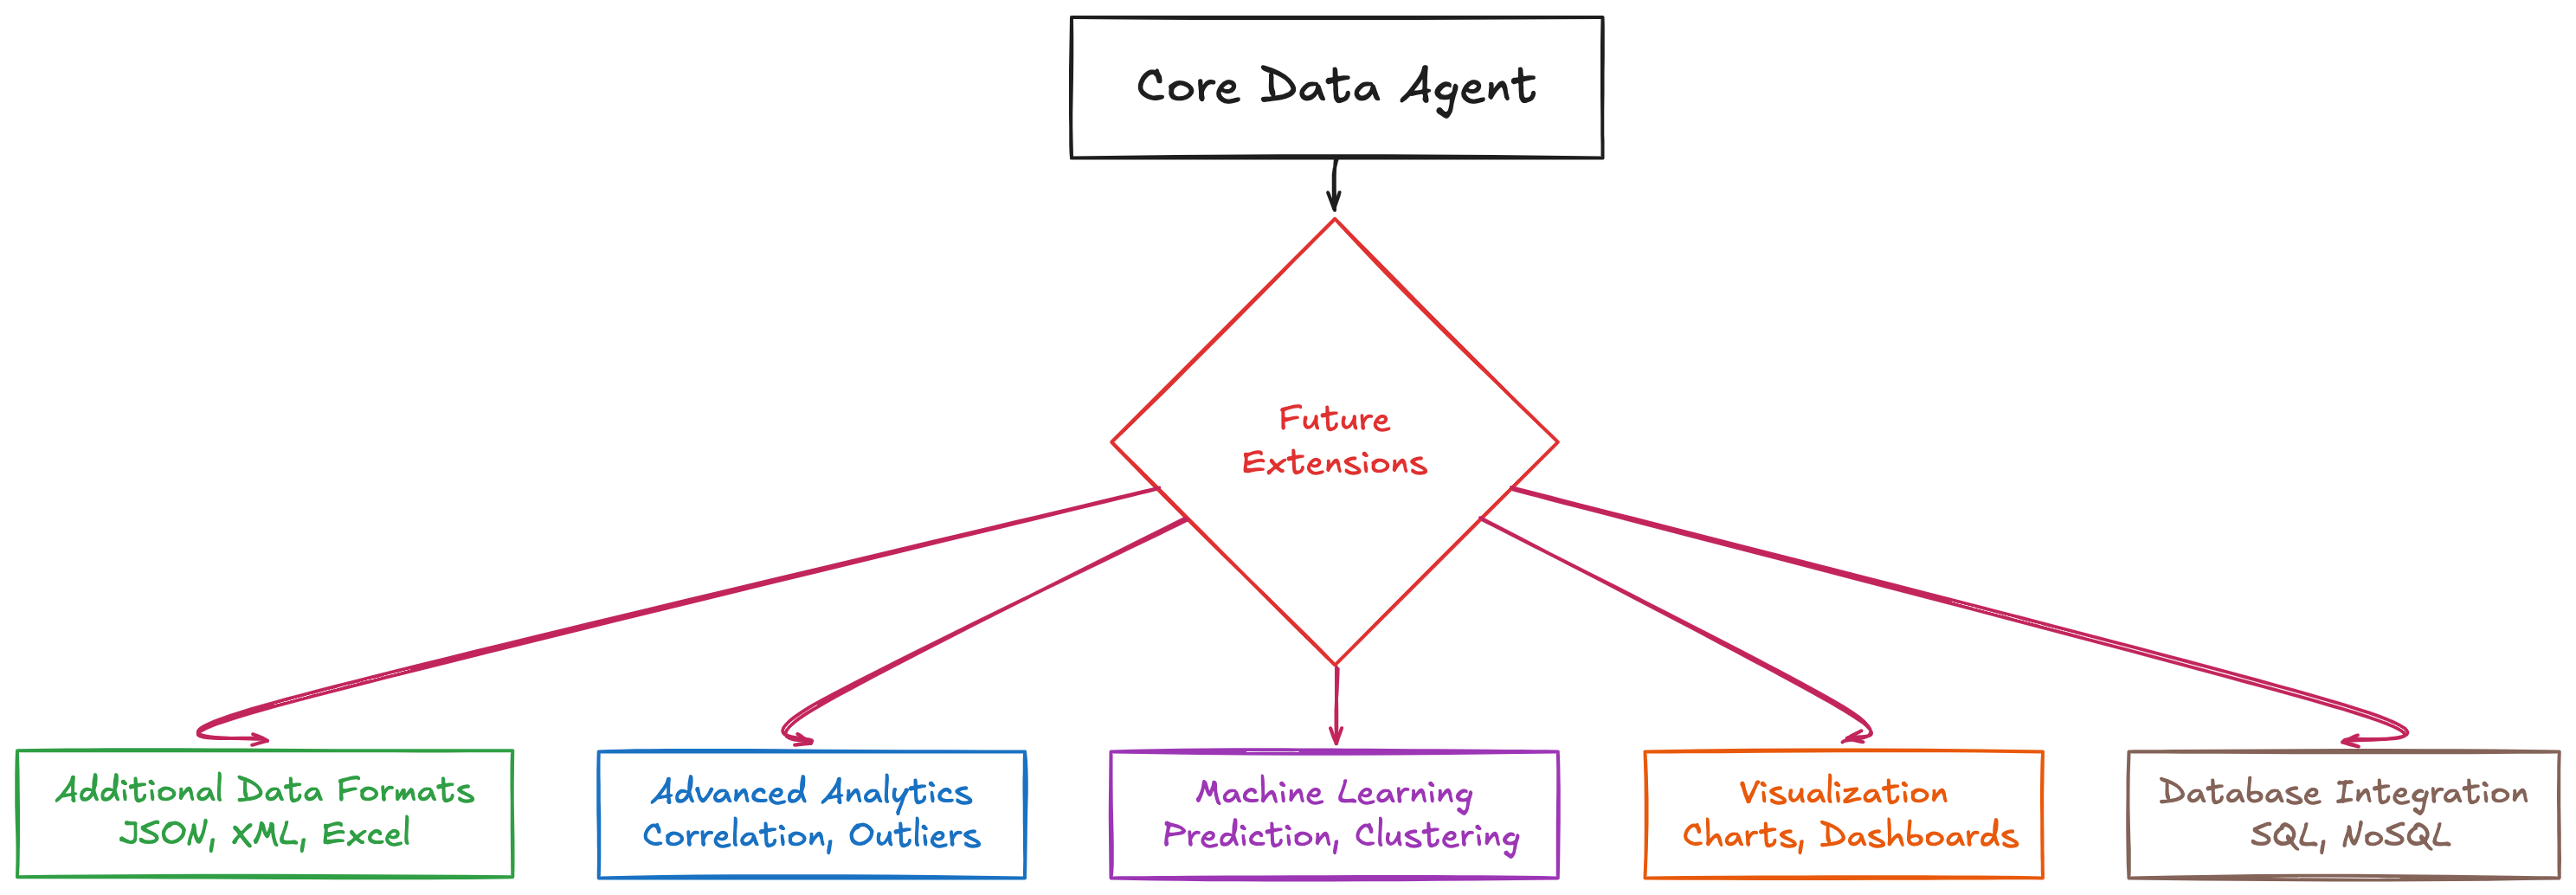 Core Data Agent
Future
Extensions
Additional Data Formats
JSON, XML, Excel
Advanced Analytics
Correlation, Outliers
Machine Learning
Prediction, Clustering
Visualization
Charts, Dashboards
Database Integration
SQL, NoSQL